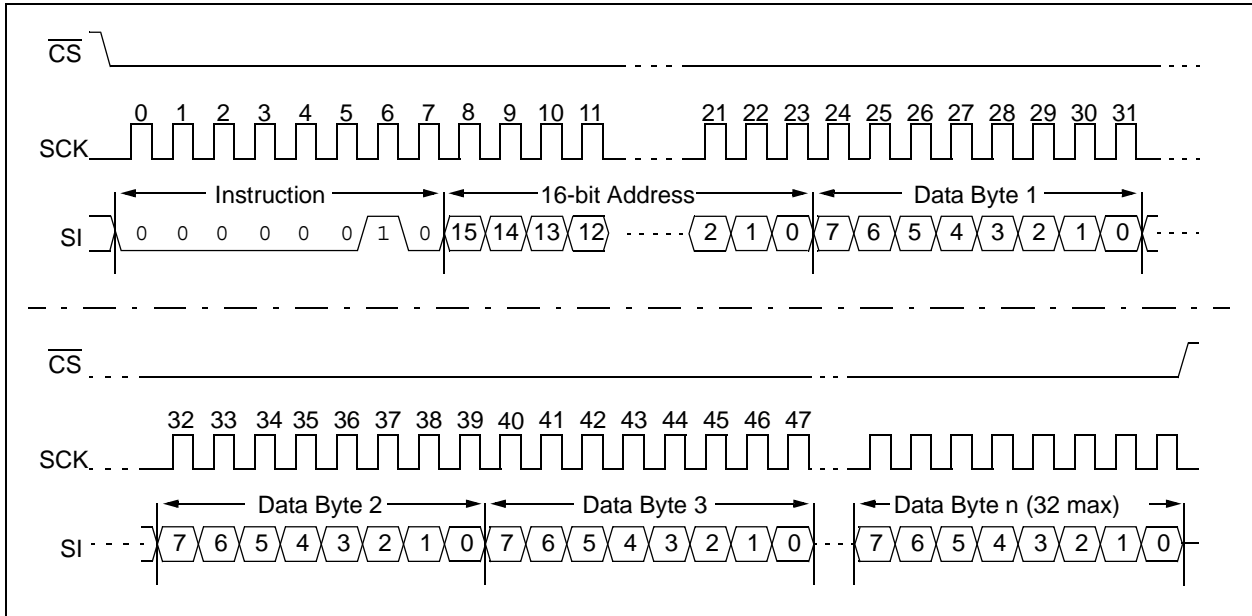 CS
0 1 2 3 4 5 6 7 8 9 10 11 21 22 23 24 25 26 27 28 29 30 31
SCK
Instruction 16-bit Address Data Byte 1
SI 0 0 0 0 0 0 1 0 15 14 13 12 2 1 0 7 6 5 4 3 2 1 0
CS
32 33 34 35 36 37 38 39 40 41 42 43 44 45 46 47
SCK
Data Byte 2 Data Byte 3 Data Byte n (32 max)
SI 7 6 5 4 3 2 1 0 7 6 5 4 3 2 1 0 7 6 5 4 3 2 1 0